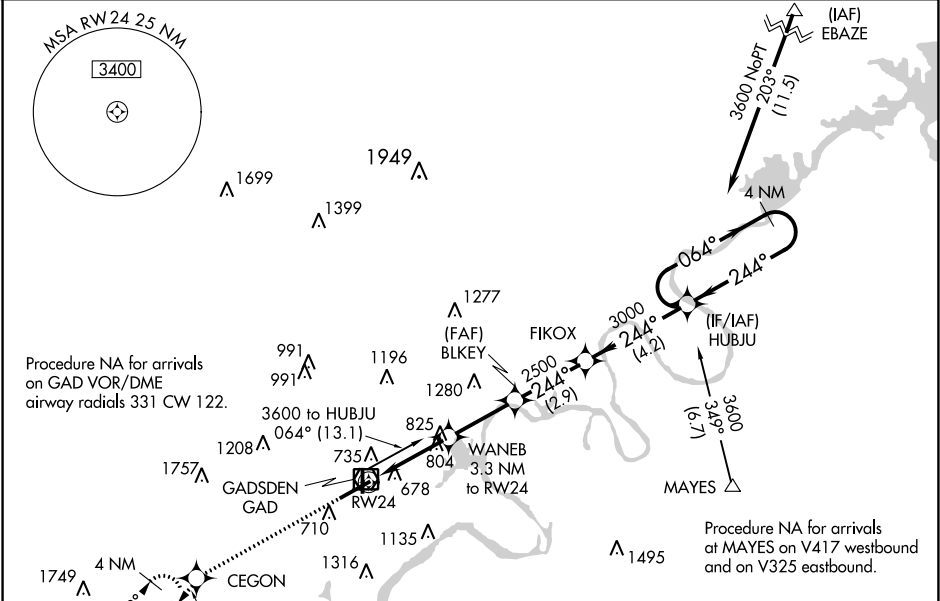 MSA RW24 25 NM
3400
(IAF)
EBAZE
3600 NoPT
203°
(11.5)
1949
1699
1399
4 NM
064°
244°
1277
(FAF)
BLKEY
FIKOX
3000
244°
(4.2)
(IF/IAF)
HUBJU
Procedure NA for arrivals
on GAD VOR/DME
airway radials 331 CW 122.
991
991
1196
1280
2500
244°
(2.9)
3600 to HUBJU
064° (13.1)
825
3600
349°
(6.7)
1208
735
804
WANEB
3.3 NM
to RW24
1757
GADSDEN
GAD
678
RW24
MAYES
710
1135
1495
Procedure NA for arrivals
at MAYES on V417 westbound
and on V325 eastbound.
1316
4 NM
1749
CEGON